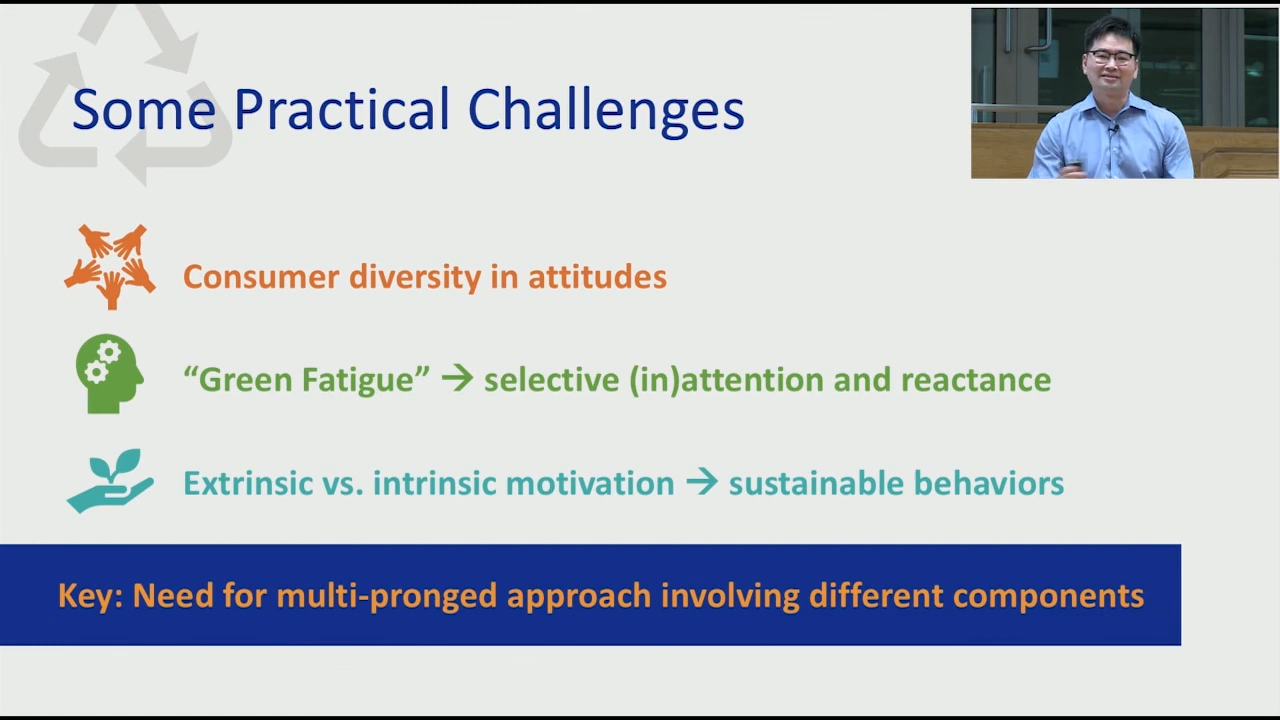 Some Practical Challenges
Consumer diversity in attitudes
“Green Fatigue” → selective (in)attention and reactance
Extrinsic vs. intrinsic motivation → sustainable behaviors
Key: Need for multi-pronged approach involving different components